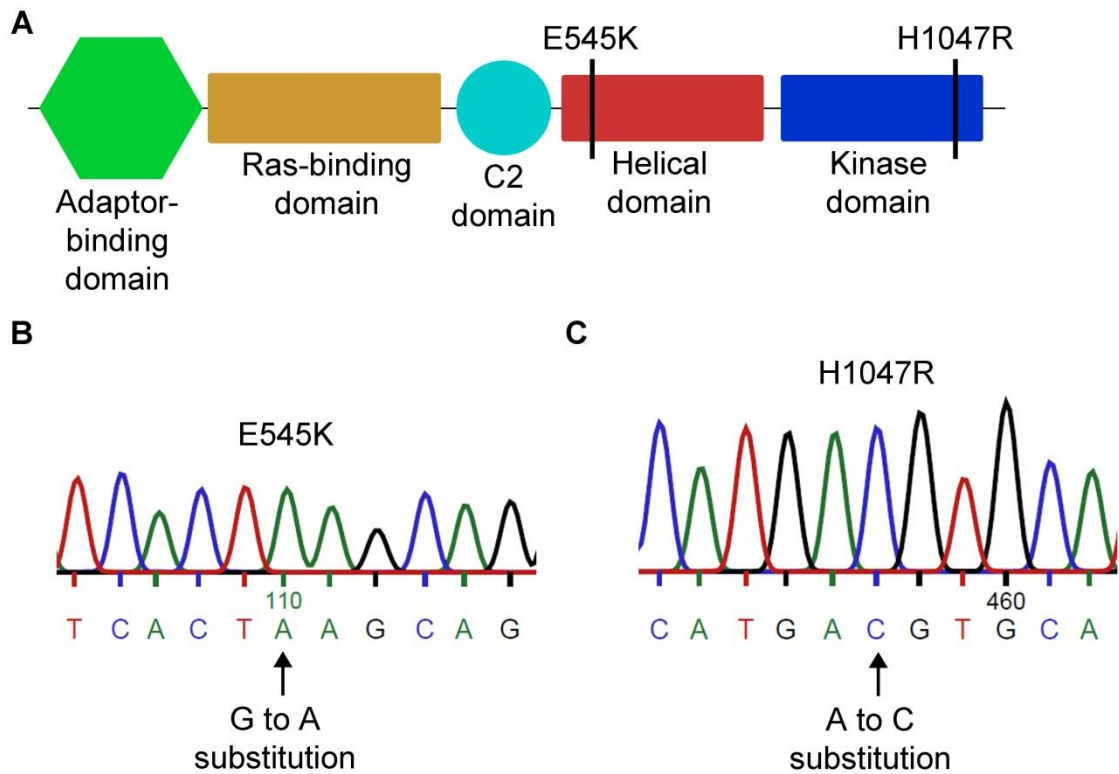 A
E545K
H1047R
Adaptor-
binding
domain
Ras-binding
domain
C2
domain
Helical
domain
Kinase
domain
B
E545K
110
T C A C T A A G C A G
G to A
substitution
C
H1047R
460
C A T G A C G T G C A
A to C
substitution